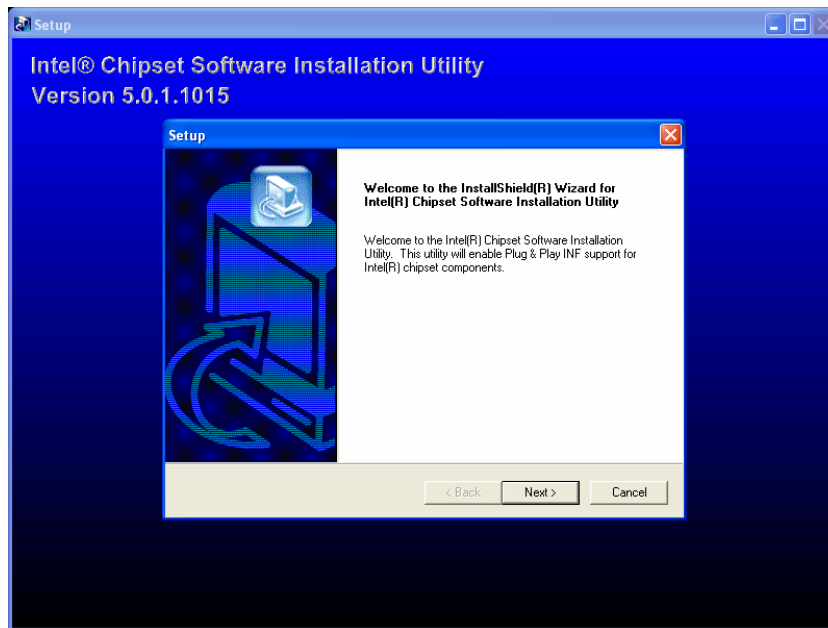 Setup
Intel® Chipset Software Installation Utility
Version 5.0.1.1015
Setup
Welcome to the InstallShield(R) Wizard for
Intel(R) Chipset Software Installation Utility
Welcome to the Intel(R) Chipset Software Installation
Utility. This utility will enable Plug & Play INF support for
Intel(R) chipset components.
< Back
Next >
Cancel